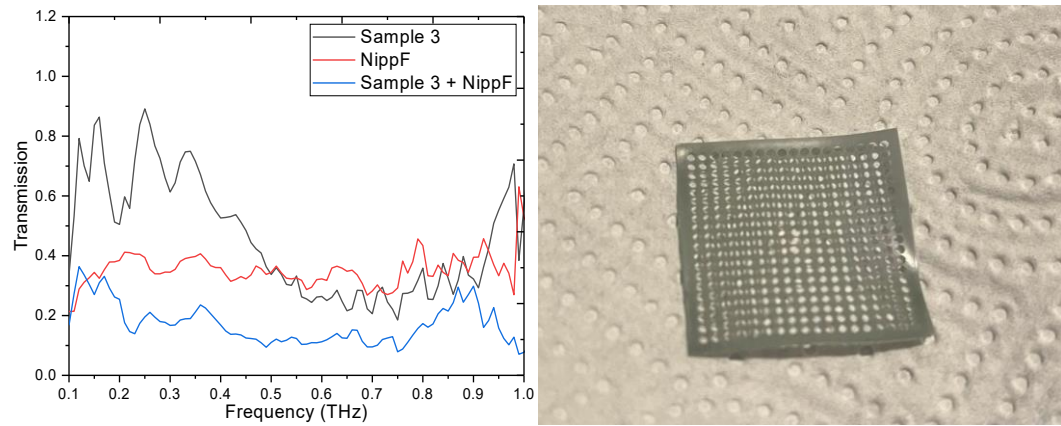 1.2
1.0
0.8
0.6
0.4
0.2
0.0
Transmission
Sample 3
NippF
Sample 3 + NippF
0.1 0.2 0.3 0.4 0.5 0.6 0.7 0.8 0.9 1.0
Frequency (THz)